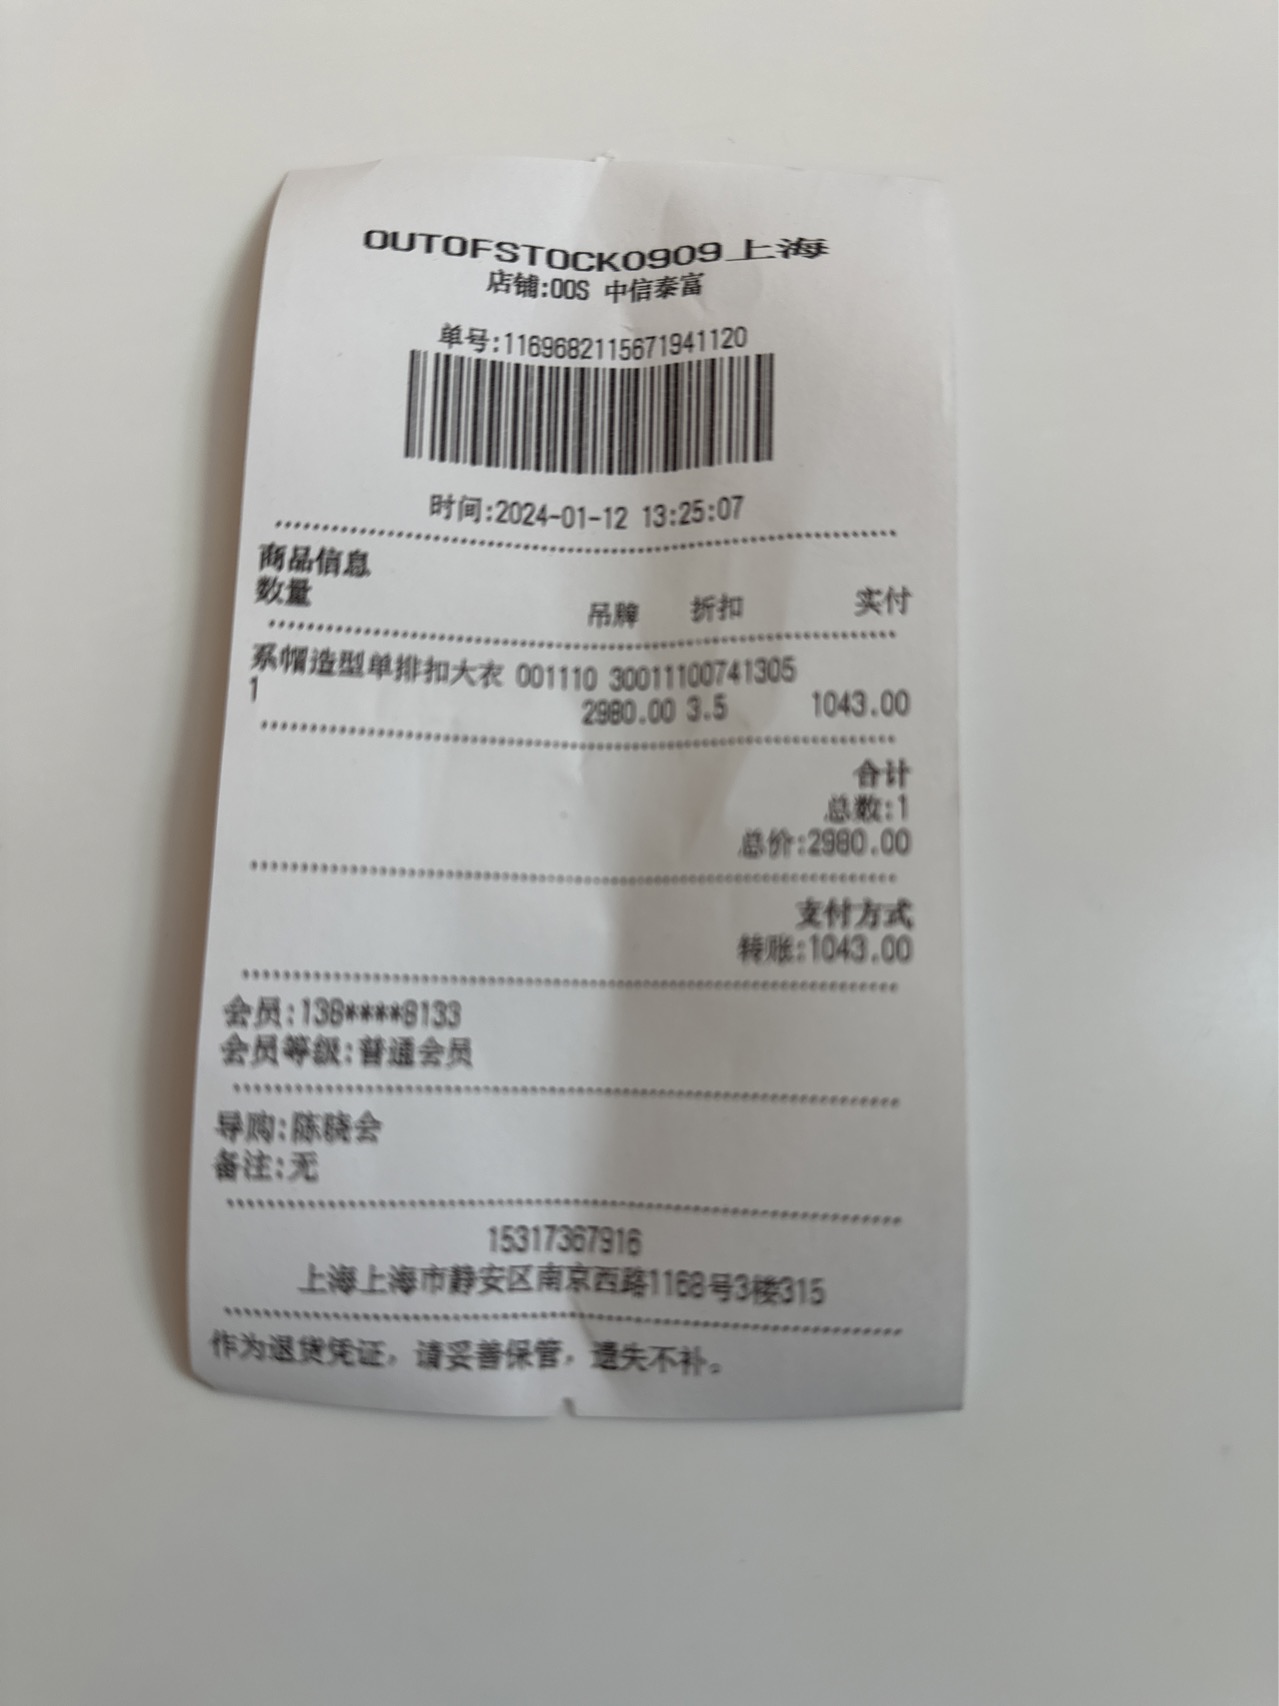 OUTOFSTOCK0909上海
店铺:OOS 中信泰富
单号:1169682115671941120
时间:2024-01-12 13:25:07
商品信息
数量 吊牌 折扣 实付
系帽造型单排扣大衣 001110 30011100741305
1 2980.00 3.5 1043.00
合计
总数:1
总价:2980.00
支付方式
转账:1043.00
会员:138****8133
会员等级:普通会员
导购:陈晓会
备注:无
15317367916
上海上海市静安区南京西路1168号3楼315
作为退货凭证，请妥善保管，遗失不补。